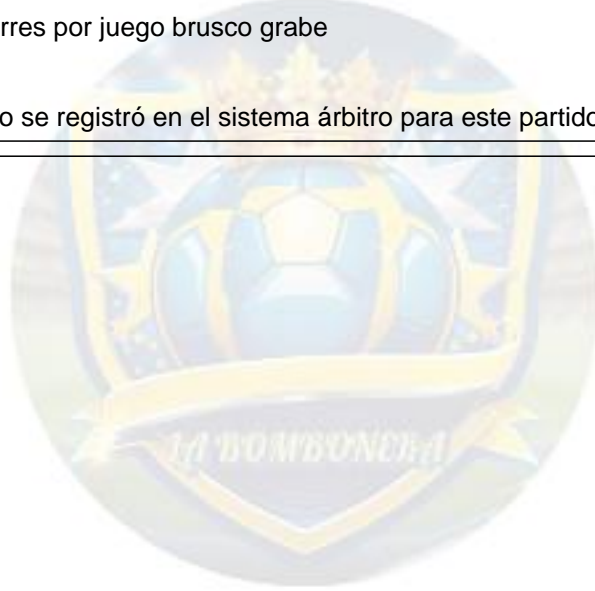 rres por juego brusco grabe
o se registró en el sistema árbitro para este partido
LA BOMBONERA